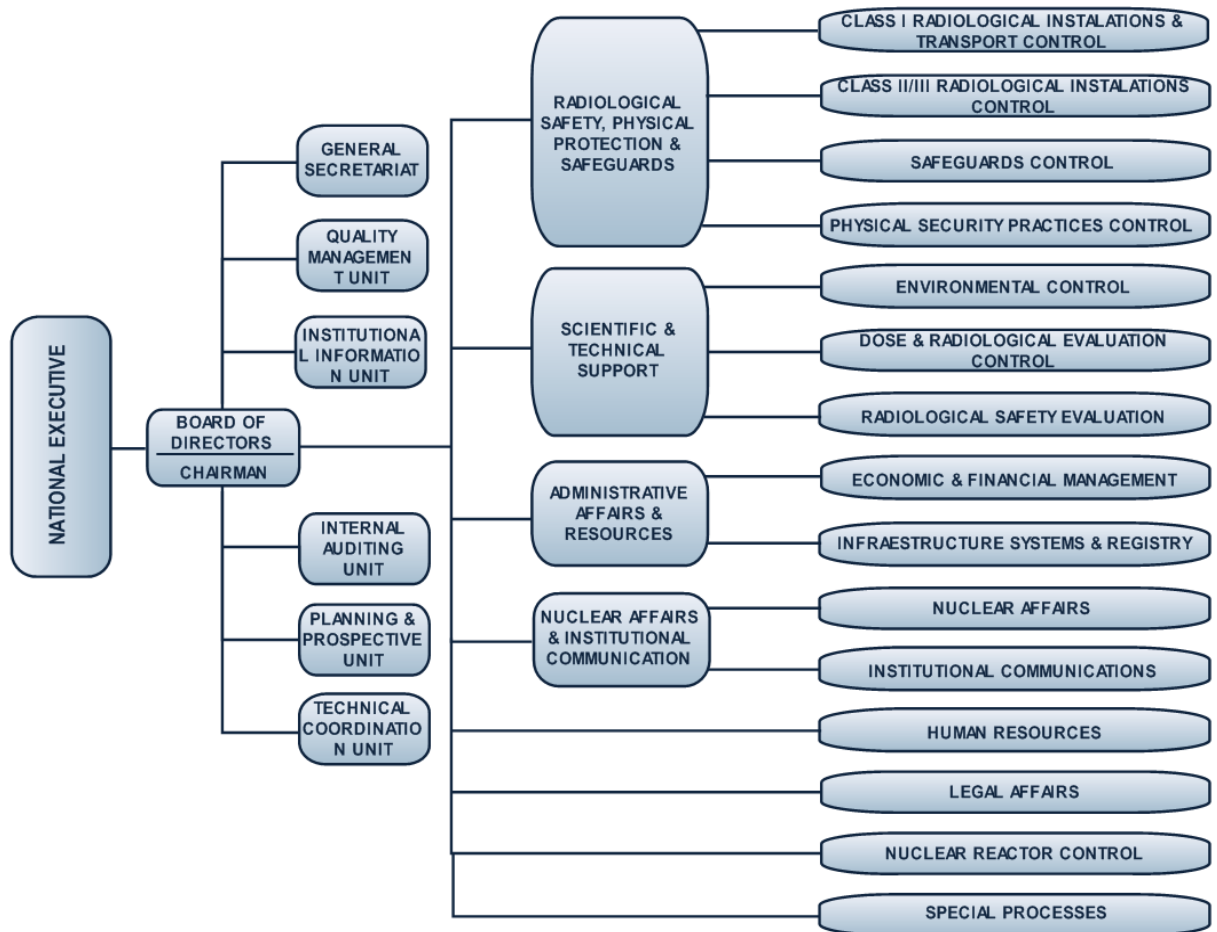 NATIONAL EXECUTIVE
BOARD OF
DIRECTORS
CHAIRMAN
GENERAL
SECRETARIAT
QUALITY
MANAGEMEN
T UNIT
INSTITUTIONA
L INFORMATIO
N UNIT
INTERNAL
AUDITING
UNIT
PLANNING &
PROSPECTIVE
UNIT
TECHNICAL
COORDINATIO
N UNIT
RADIOLOGICAL
SAFETY, PHYSICAL
PROTECTION &
SAFEGUARDS
SCIENTIFIC &
TECHNICAL
SUPPORT
ADMINISTRATIVE
AFFAIRS &
RESOURCES
NUCLEAR AFFAIRS
& INSTITUTIONAL
COMMUNICATION
CLASS I RADIOLOGICAL INSTALATIONS &
TRANSPORT CONTROL
CLASS II/III RADIOLOGICAL INSTALATIONS
CONTROL
SAFEGUARDS CONTROL
PHYSICAL SECURITY PRACTICES CONTROL
ENVIRONMENTAL CONTROL
DOSE & RADIOLOGICAL EVALUATION
CONTROL
RADIOLOGICAL SAFETY EVALUATION
ECONOMIC & FINANCIAL MANAGEMENT
INFRAESTRUCTURE SYSTEMS & REGISTRY
NUCLEAR AFFAIRS
INSTITUTIONAL COMMUNICATIONS
HUMAN RESOURCES
LEGAL AFFAIRS
NUCLEAR REACTOR CONTROL
SPECIAL PROCESSES